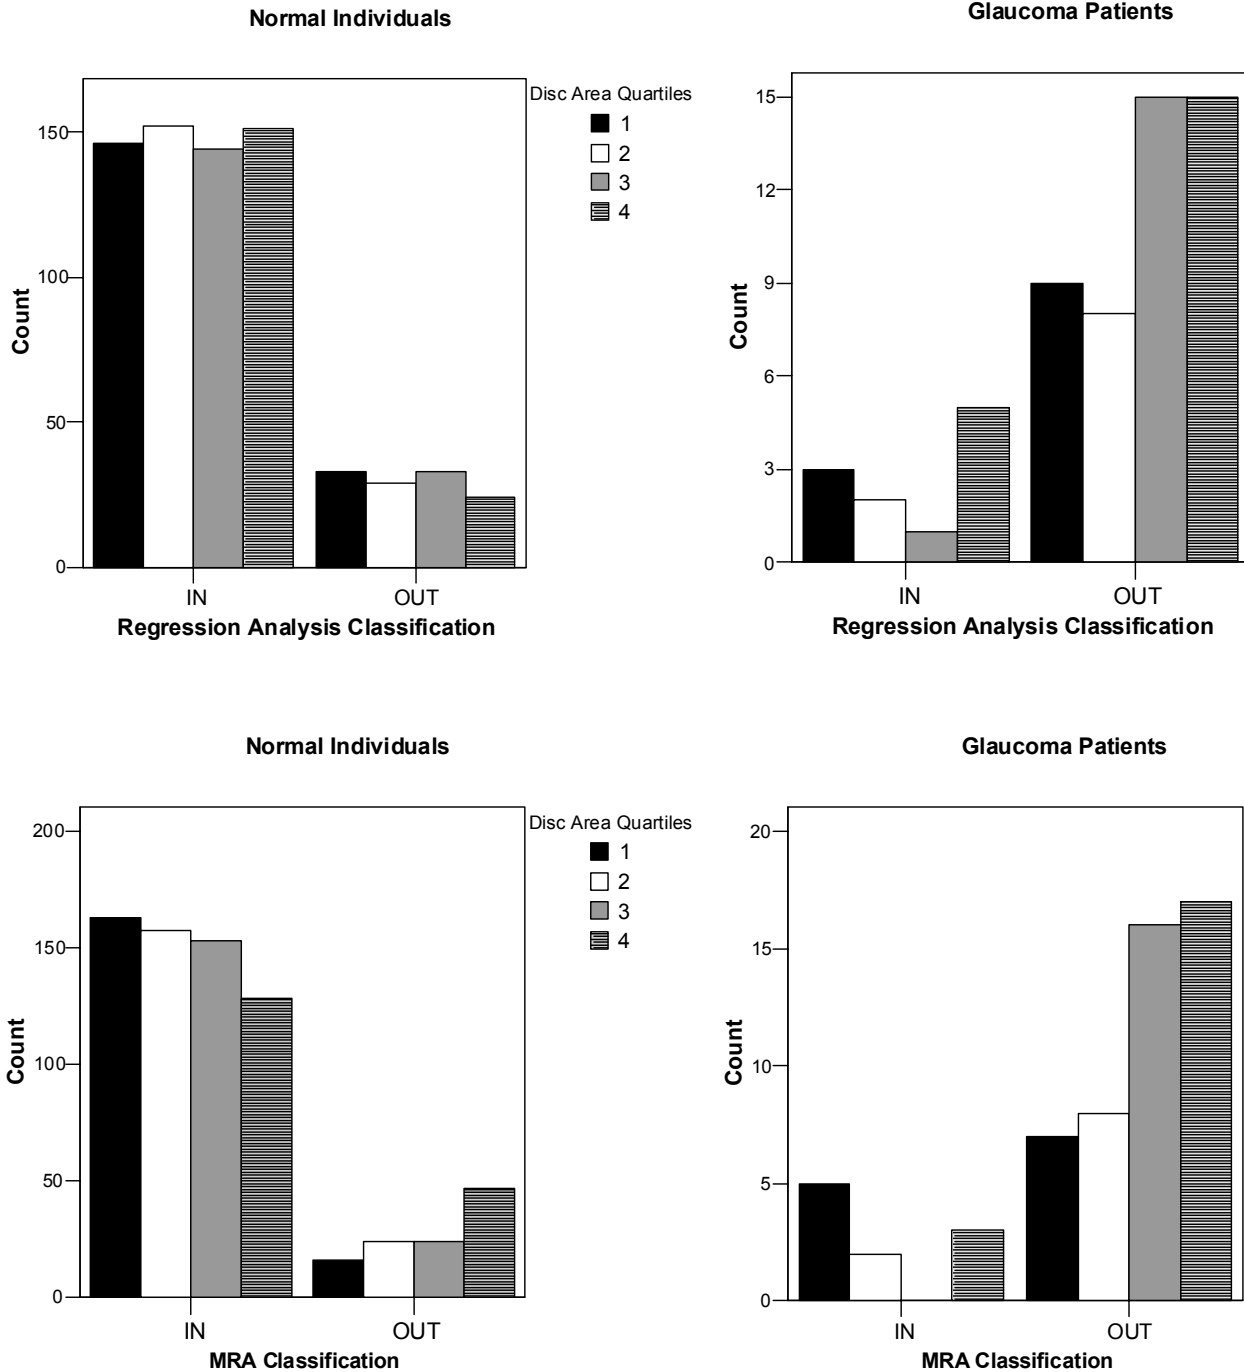 Normal Individuals
Disc Area Quartiles
1
2
3
4
150
100
50
0
Count
IN OUT
Regression Analysis Classification
Glaucoma Patients
15
12
9
6
3
0
Count
IN OUT
Regression Analysis Classification
Normal Individuals
Disc Area Quartiles
1
2
3
4
200
150
100
50
0
Count
IN OUT
MRA Classification
Glaucoma Patients
20
15
10
5
0
Count
IN OUT
MRA Classification